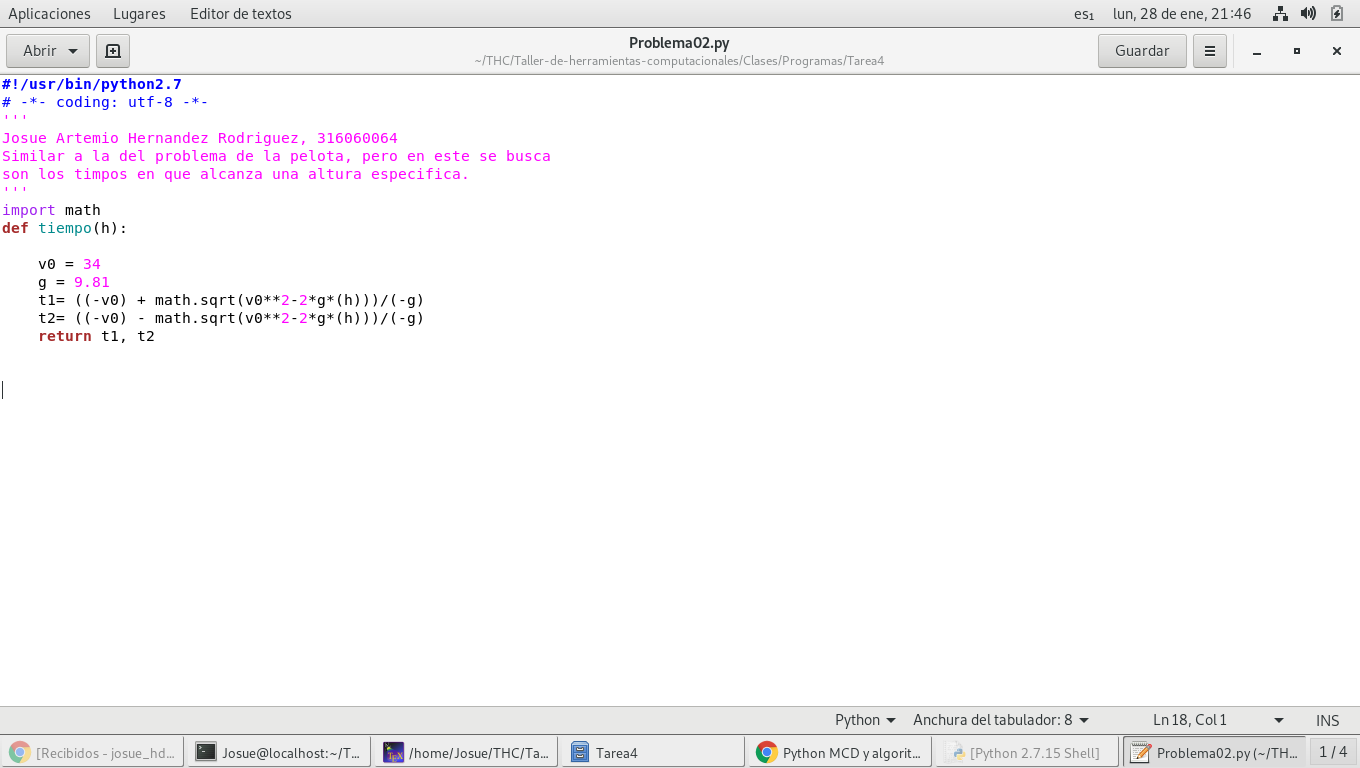 Aplicaciones Lugares Editor de textos es₁ lun, 28 de ene, 21:46
Abrir Problema02.py Guardar
~/THC/Taller-de-herramientas-computacionales/Clases/Programas/Tarea4
#!/usr/bin/python2.7
# -*- coding: utf-8 -*-
'''
Josue Artemio Hernandez Rodriguez, 316060064
Similar a la del problema de la pelota, pero en este se busca
son los timpos en que alcanza una altura especifica.
'''
import math
def tiempo(h):
    v0 = 34
    g = 9.81
    t1= ((-v0) + math.sqrt(v0**2-2*g*(h)))/(-g)
    t2= ((-v0) - math.sqrt(v0**2-2*g*(h)))/(-g)
    return t1, t2
Python Anchura del tabulador: 8 Ln 18, Col 1 INS
[Recibidos - josue_hd... Josue@localhost:~/T... /home/Josue/THC/Ta... Tarea4 Python MCD y algorit... [Python 2.7.15 Shell] Problema02.py (~/TH... 1 / 4